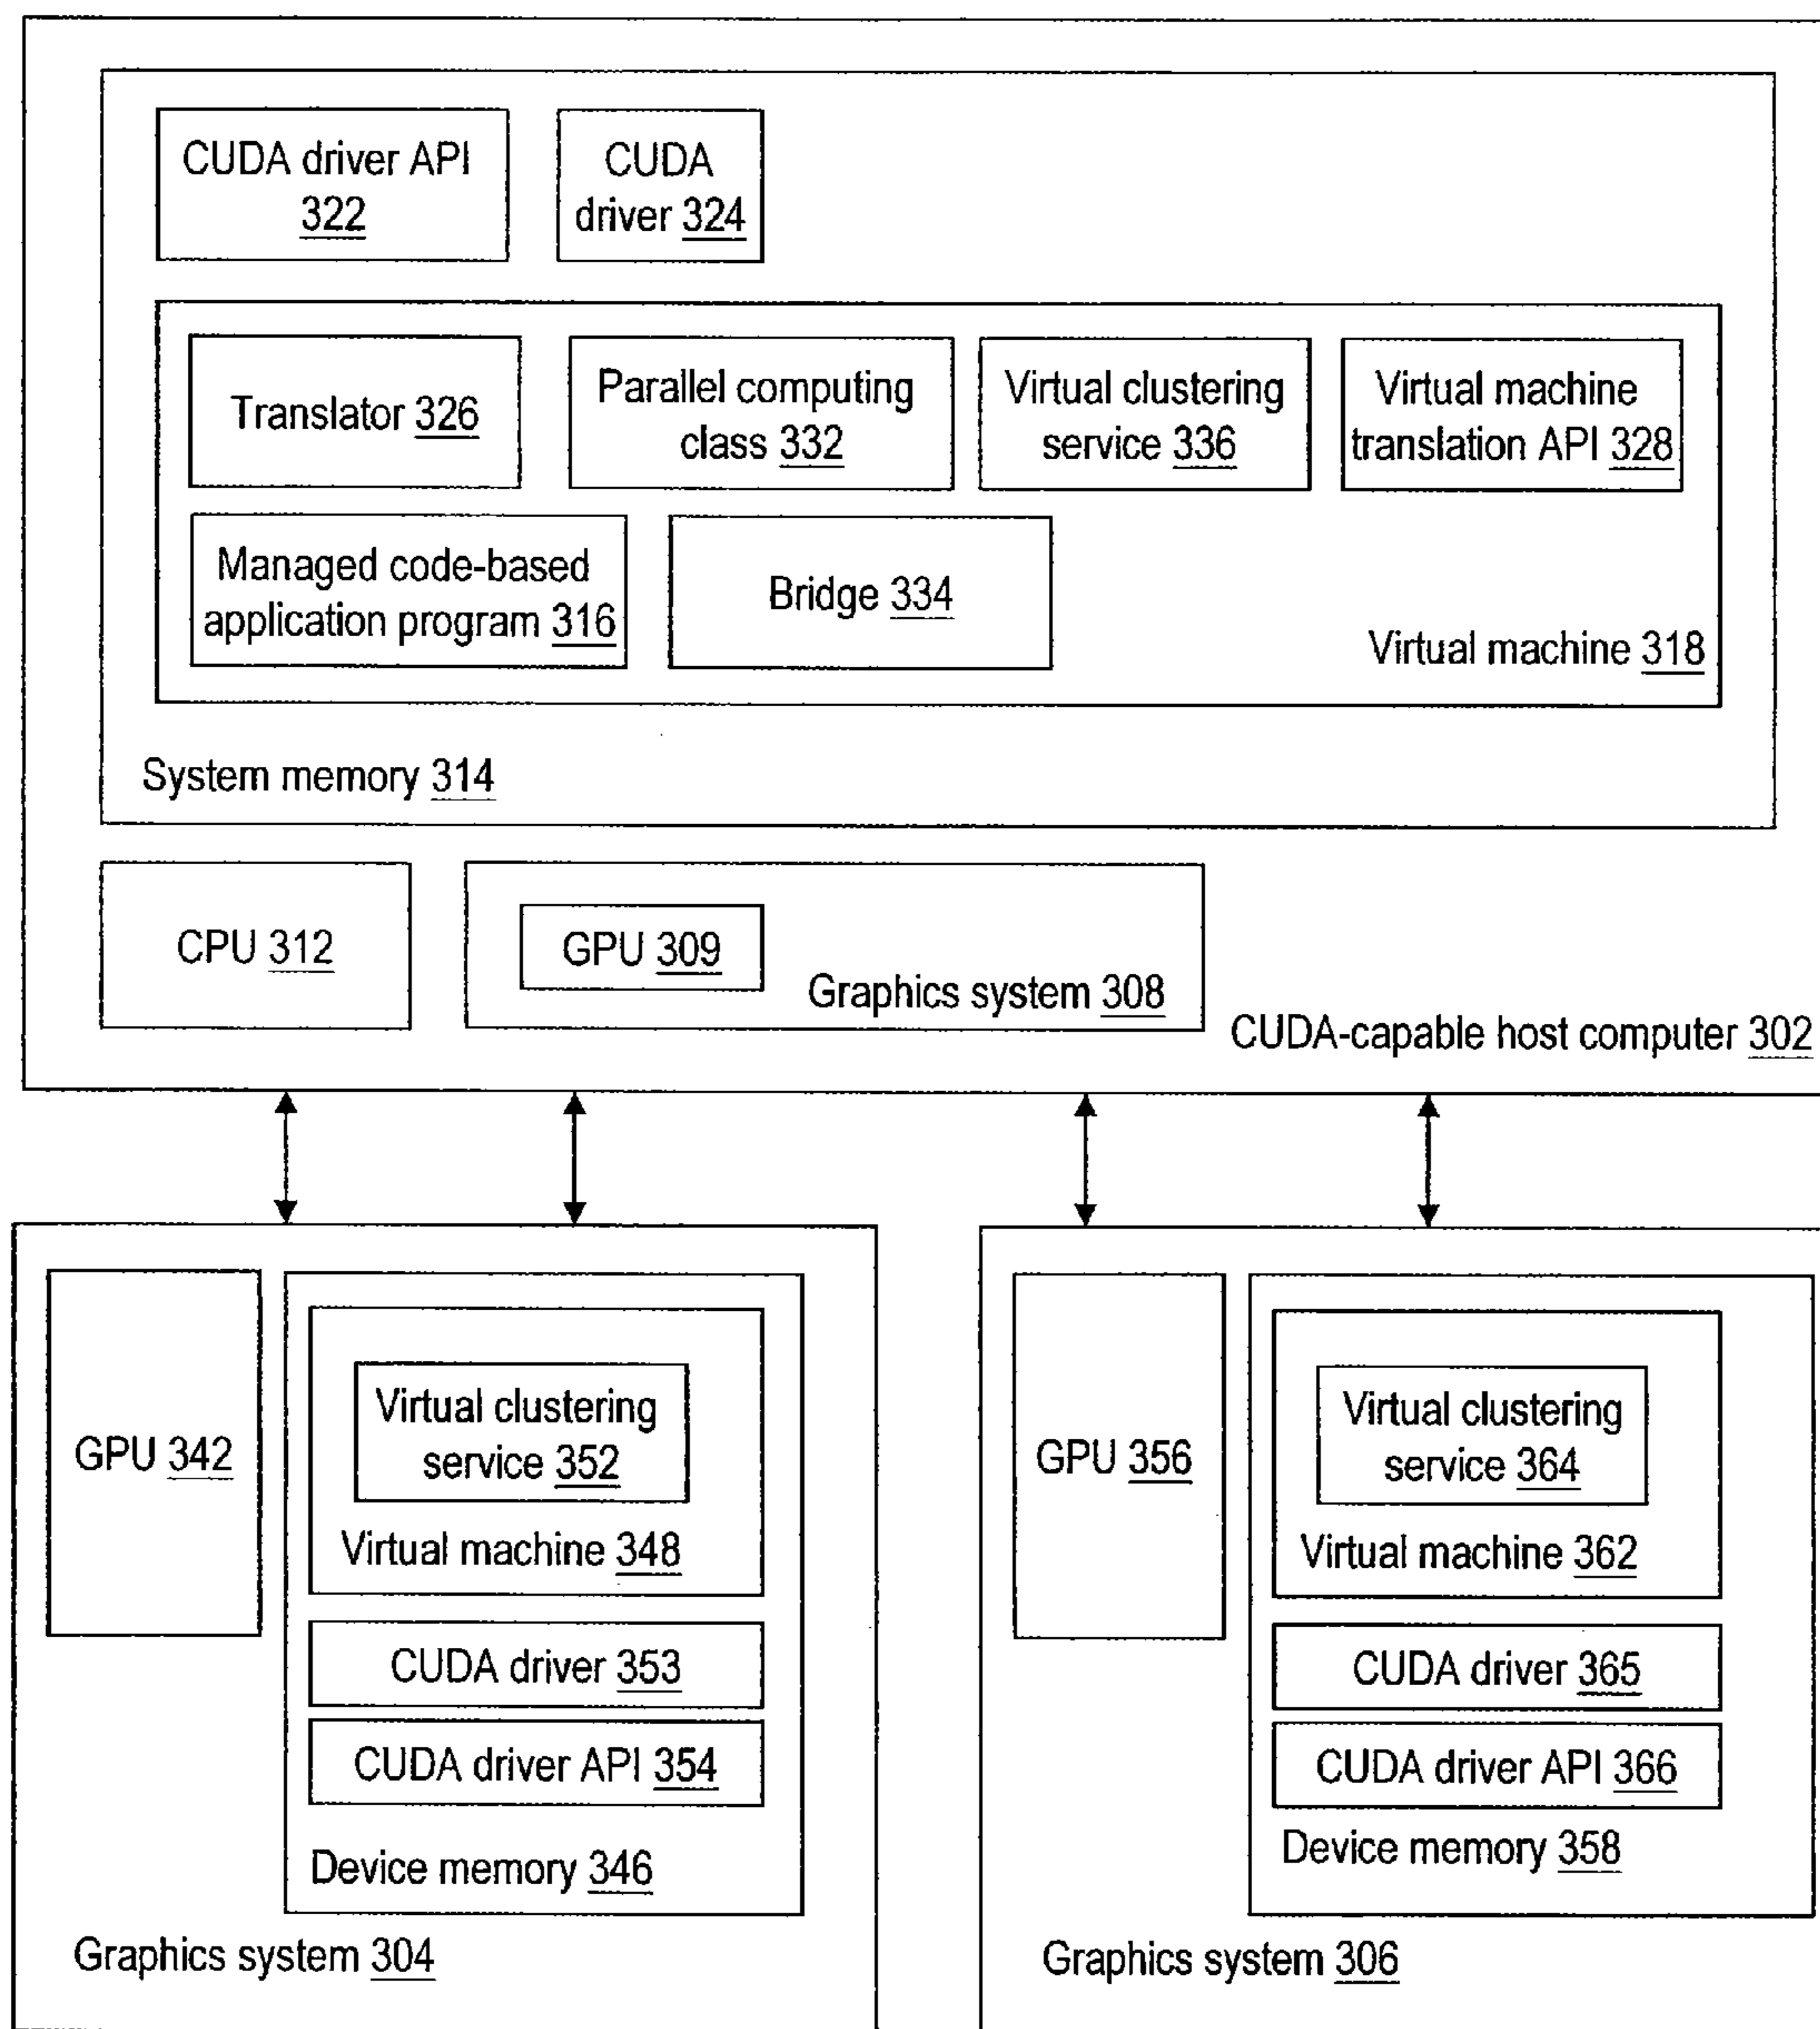 CUDA driver API
322
CUDA
driver 324
Translator 326
Parallel computing
class 332
Virtual clustering
service 336
Virtual machine
translation API 328
Managed code-based
application program 316
Bridge 334
Virtual machine 318
System memory 314
CPU 312
GPU 309
Graphics system 308
CUDA-capable host computer 302
GPU 342
Virtual clustering
service 352
Virtual machine 348
CUDA driver 353
CUDA driver API 354
Device memory 346
Graphics system 304
GPU 356
Virtual clustering
service 364
Virtual machine 362
CUDA driver 365
CUDA driver API 366
Device memory 358
Graphics system 306